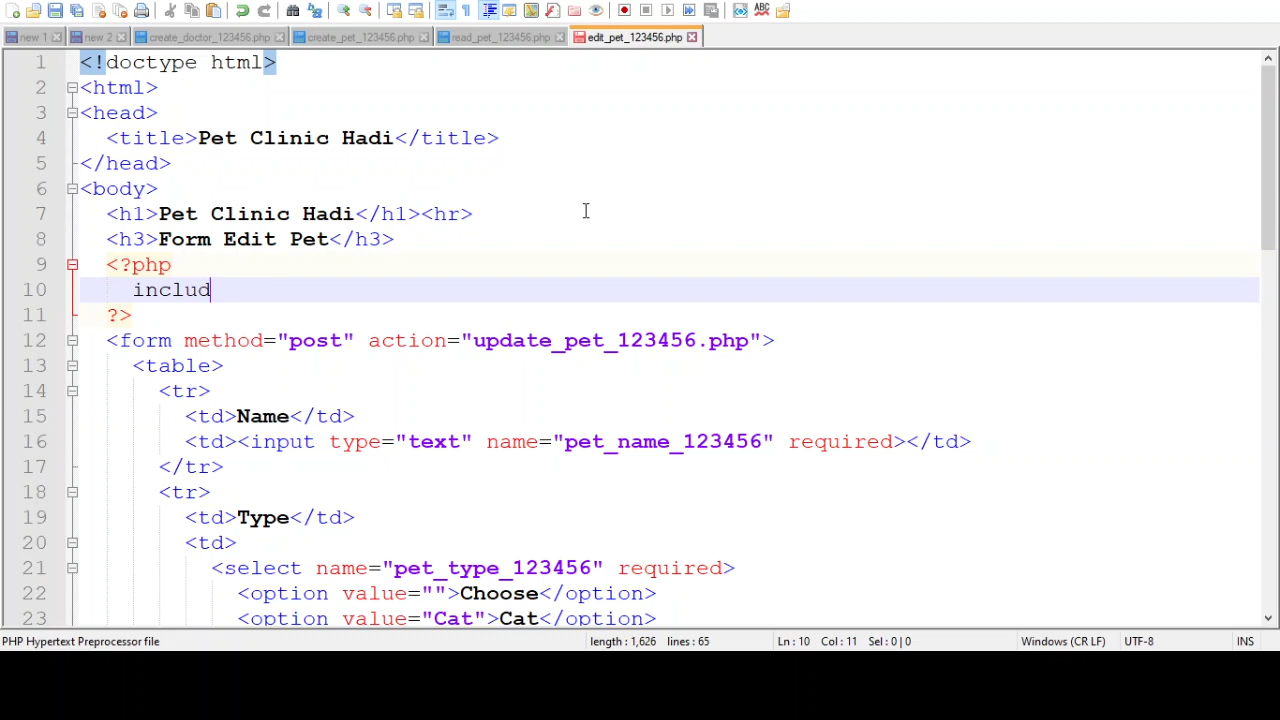 new 1 new 2 create_doctor_123456.php create_pet_123456.php read_pet_123456.php edit_pet_123456.php
1 <!doctype html>
2 <html>
3 <head>
4 <title>Pet Clinic Hadi</title>
5 </head>
6 <body>
7 <h1>Pet Clinic Hadi</h1><hr>
8 <h3>Form Edit Pet</h3>
9 <?php
10 includ
11 ?>
12 <form method="post" action="update_pet_123456.php">
13 <table>
14 <tr>
15 <td>Name</td>
16 <td><input type="text" name="pet_name_123456" required></td>
17 </tr>
18 <tr>
19 <td>Type</td>
20 <td>
21 <select name="pet_type_123456" required>
22 <option value="">Choose</option>
23 <option value="Cat">Cat</option>
PHP Hypertext Preprocessor file length : 1,626 lines : 65 Ln : 10 Col : 11 Sel : 0 | 0 Windows (CR LF) UTF-8 INS